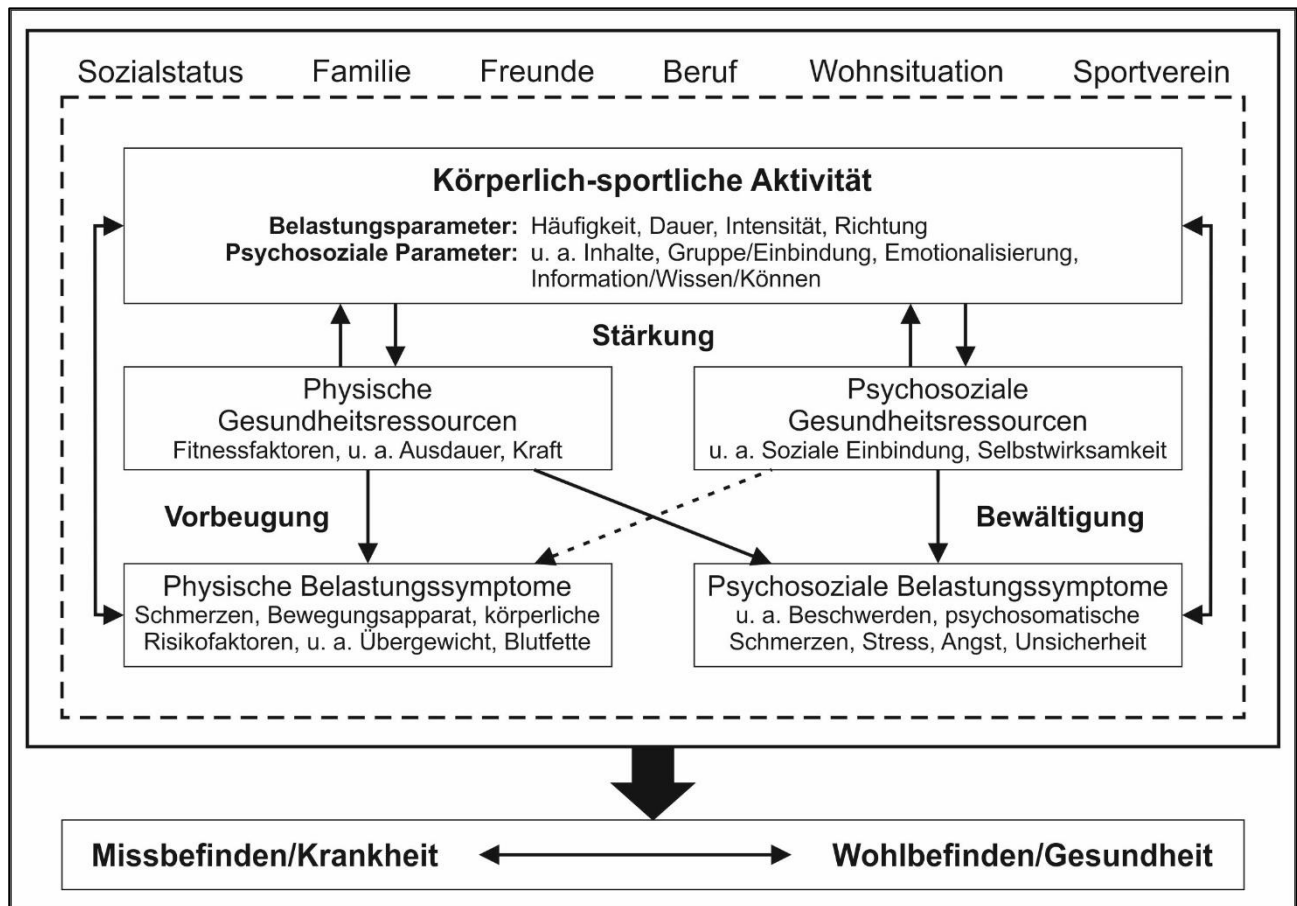 Sozialstatus Familie Freunde Beruf Wohnsituation Sportverein
Körperlich-sportliche Aktivität
Belastungsparameter: Häufigkeit, Dauer, Intensität, Richtung
Psychosoziale Parameter: u. a. Inhalte, Gruppe/Einbindung, Emotionalisierung,
Information/Wissen/Können
Stärkung
Physische
Gesundheitsressourcen
Fitnessfaktoren, u. a. Ausdauer, Kraft
Psychosoziale
Gesundheitsressourcen
u. a. Soziale Einbindung, Selbstwirksamkeit
Vorbeugung
Bewältigung
Physische Belastungssymptome
Schmerzen, Bewegungsapparat, körperliche
Risikofaktoren, u. a. Übergewicht, Blutfette
Psychosoziale Belastungssymptome
u. a. Beschwerden, psychosomatische
Schmerzen, Stress, Angst, Unsicherheit
Missbefinden/Krankheit
Wohlbefinden/Gesundheit